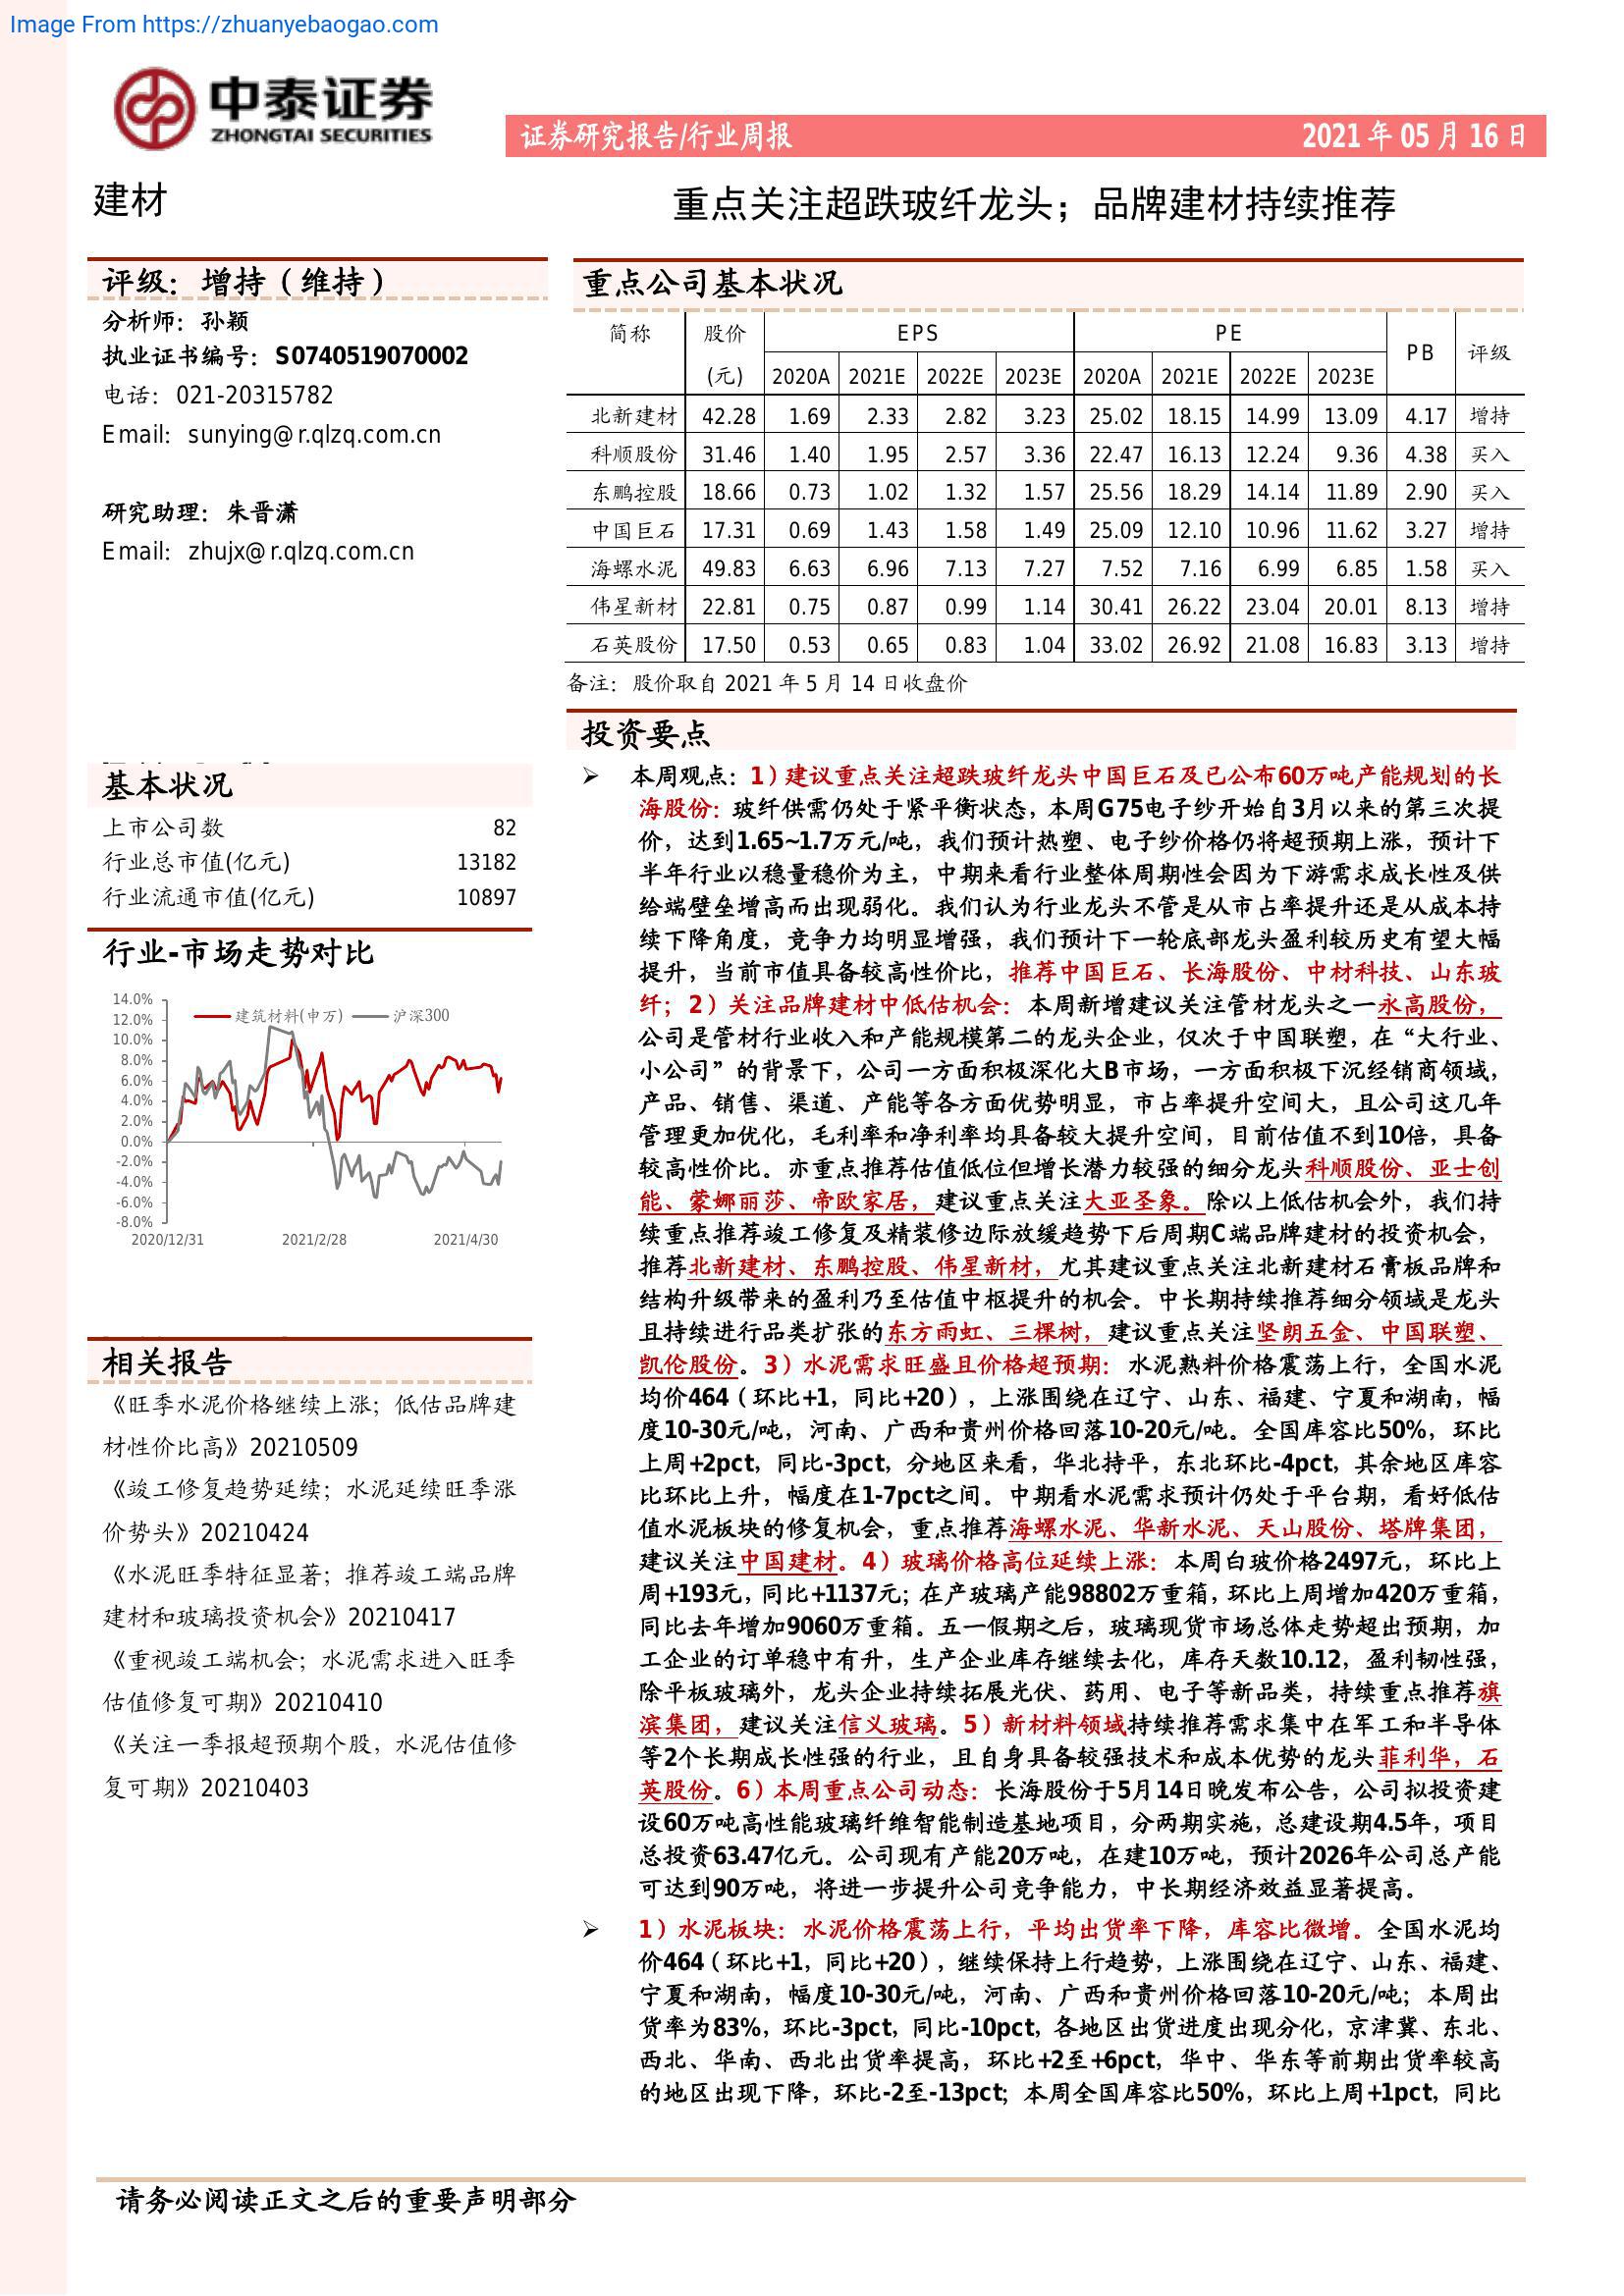 Image From https://zhuanyebaogao.com
中泰证券
ZHONGTAI SECURITIES
证券研究报告/行业周报 2021 年 05 月 16 日
建材
重点关注超跌玻纤龙头；品牌建材持续推荐
评级：增持（维持）
分析师：孙颖
执业证书编号：S0740519070002
电话：021-20315782
Email：sunying@r.qlzq.com.cn
研究助理：朱晋潇
Email：zhujx@r.qlzq.com.cn
基本状况
上市公司数 82
行业总市值(亿元) 13182
行业流通市值(亿元) 10897
行业-市场走势对比
建筑材料(申万) 沪深300
14.0%
12.0%
10.0%
8.0%
6.0%
4.0%
2.0%
0.0%
-2.0%
-4.0%
-6.0%
-8.0%
2020/12/31 2021/2/28 2021/4/30
相关报告
《旺季水泥价格继续上涨；低估品牌建
材性价比高》20210509
《竣工修复趋势延续；水泥延续旺季涨
价势头》20210424
《水泥旺季特征显著；推荐竣工端品牌
建材和玻璃投资机会》20210417
《重视竣工端机会；水泥需求进入旺季
估值修复可期》20210410
《关注一季报超预期个股，水泥估值修
复可期》20210403
重点公司基本状况
简称 股价 EPS PE PB 评级
(元) 2020A 2021E 2022E 2023E 2020A 2021E 2022E 2023E
北新建材 42.28 1.69 2.33 2.82 3.23 25.02 18.15 14.99 13.09 4.17 增持
科顺股份 31.46 1.40 1.95 2.57 3.36 22.47 16.13 12.24 9.36 4.38 买入
东鹏控股 18.66 0.73 1.02 1.32 1.57 25.56 18.29 14.14 11.89 2.90 买入
中国巨石 17.31 0.69 1.43 1.58 1.49 25.09 12.10 10.96 11.62 3.27 增持
海螺水泥 49.83 6.63 6.96 7.13 7.27 7.52 7.16 6.99 6.85 1.58 买入
伟星新材 22.81 0.75 0.87 0.99 1.14 30.41 26.22 23.04 20.01 8.13 增持
石英股份 17.50 0.53 0.65 0.83 1.04 33.02 26.92 21.08 16.83 3.13 增持
备注：股价取自 2021 年 5 月 14 日收盘价
投资要点
➢ 本周观点：1）建议重点关注超跌玻纤龙头中国巨石及已公布60万吨产能规划的长
海股份：玻纤供需仍处于紧平衡状态，本周G75电子纱开始自3月以来的第三次提
价，达到1.65~1.7万元/吨，我们预计热塑、电子纱价格仍将超预期上涨，预计下
半年行业以稳量稳价为主，中期来看行业整体周期性会因为下游需求成长性及供
给端壁垒增高而出现弱化。我们认为行业龙头不管是从市占率提升还是从成本持
续下降角度，竞争力均明显增强，我们预计下一轮底部龙头盈利较历史有望大幅
提升，当前市值具备较高性价比，推荐中国巨石、长海股份、中材科技、山东玻
纤；2）关注品牌建材中低估机会：本周新增建议关注管材龙头之一永高股份，
公司是管材行业收入和产能规模第二的龙头企业，仅次于中国联塑，在“大行业、
小公司”的背景下，公司一方面积极深化大B市场，一方面积极下沉经销商领域，
产品、销售、渠道、产能等各方面优势明显，市占率提升空间大，且公司这几年
管理更加优化，毛利率和净利率均具备较大提升空间，目前估值不到10倍，具备
较高性价比。亦重点推荐估值低位但增长潜力较强的细分龙头科顺股份、亚士创
能、蒙娜丽莎、帝欧家居，建议重点关注大亚圣象。除以上低估机会外，我们持
续重点推荐竣工修复及精装修边际放缓趋势下后周期C端品牌建材的投资机会，
推荐北新建材、东鹏控股、伟星新材，尤其建议重点关注北新建材石膏板品牌和
结构升级带来的盈利乃至估值中枢提升的机会。中长期持续推荐细分领域是龙头
且持续进行品类扩张的东方雨虹、三棵树，建议重点关注坚朗五金、中国联塑、
凯伦股份。3）水泥需求旺盛且价格超预期：水泥熟料价格震荡上行，全国水泥
均价464（环比+1，同比+20），上涨围绕在辽宁、山东、福建、宁夏和湖南，幅
度10-30元/吨，河南、广西和贵州价格回落10-20元/吨。全国库容比50%，环比
上周+2pct，同比-3pct，分地区来看，华北持平，东北环比-4pct，其余地区库容
比环比上升，幅度在1-7pct之间。中期看水泥需求预计仍处于平台期，看好低估
值水泥板块的修复机会，重点推荐海螺水泥、华新水泥、天山股份、塔牌集团，
建议关注中国建材。4）玻璃价格高位延续上涨：本周白玻价格2497元，环比上
周+193元，同比+1137元；在产玻璃产能98802万重箱，环比上周增加420万重箱，
同比去年增加9060万重箱。五一假期之后，玻璃现货市场总体走势超出预期，加
工企业的订单稳中有升，生产企业库存继续去化，库存天数10.12，盈利韧性强，
除平板玻璃外，龙头企业持续拓展光伏、药用、电子等新品类，持续重点推荐旗
滨集团，建议关注信义玻璃。5）新材料领域持续推荐需求集中在军工和半导体
等2个长期成长性强的行业，且自身具备较强技术和成本优势的龙头菲利华，石
英股份。6）本周重点公司动态：长海股份于5月14日晚发布公告，公司拟投资建
设60万吨高性能玻璃纤维智能制造基地项目，分两期实施，总建设期4.5年，项目
总投资63.47亿元。公司现有产能20万吨，在建10万吨，预计2026年公司总产能
可达到90万吨，将进一步提升公司竞争能力，中长期经济效益显著提高。
➢ 1）水泥板块：水泥价格震荡上行，平均出货率下降，库容比微增。全国水泥均
价464（环比+1，同比+20），继续保持上行趋势，上涨围绕在辽宁、山东、福建、
宁夏和湖南，幅度10-30元/吨，河南、广西和贵州价格回落10-20元/吨；本周出
货率为83%，环比-3pct，同比-10pct，各地区出货进度出现分化，京津冀、东北、
西北、华南、西北出货率提高，环比+2至+6pct，华中、华东等前期出货率较高
的地区出现下降，环比-2至-13pct；本周全国库容比50%，环比上周+1pct，同比
请务必阅读正文之后的重要声明部分